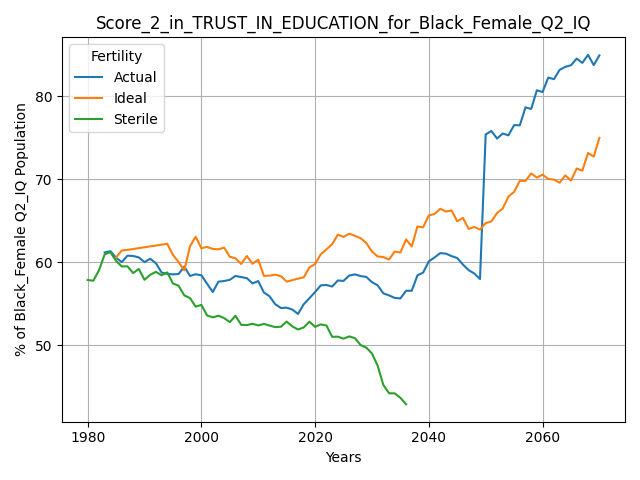 Score_2_in_TRUST_IN_EDUCATION_for_Black_Female_Q2_IQ
Fertility
Actual
Ideal
Sterile
% of Black_Female Q2_IQ Population
80
70
60
50
1980
2000
2020
2040
2060
Years